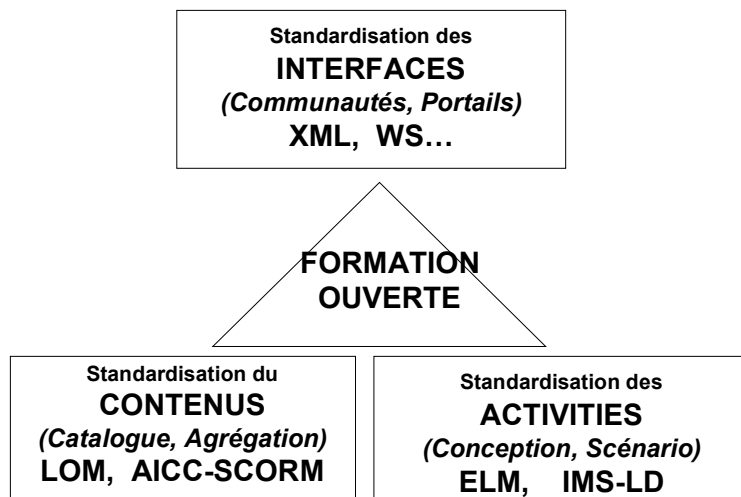 Standardisation des
INTERFACES
(Communautés, Portails)
XML, WS…
FORMATION
OUVERTE
Standardisation du
CONTENUS
(Catalogue, Agrégation)
LOM, AICC-SCORM
Standardisation des
ACTIVITIES
(Conception, Scénario)
ELM, IMS-LD